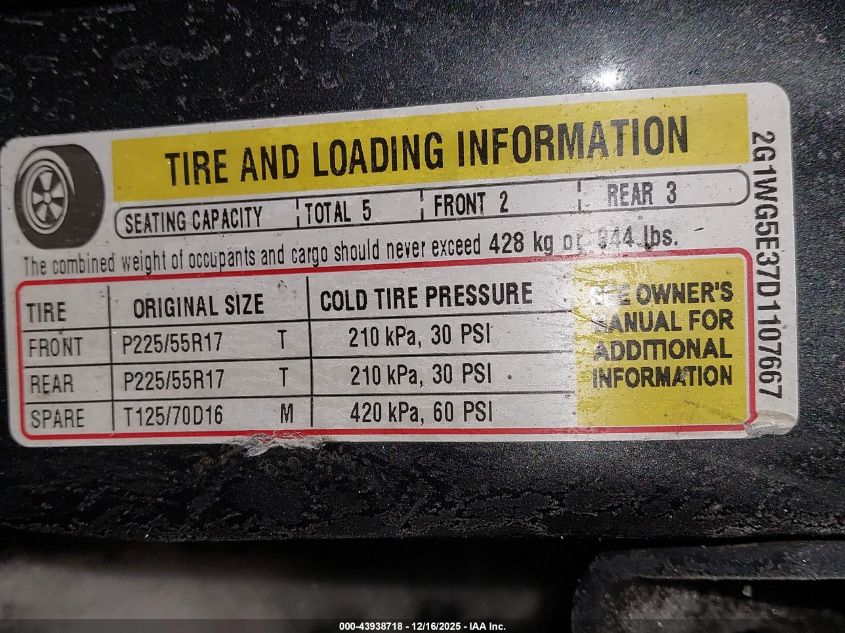 TIRE AND LOADING INFORMATION
SEATING CAPACITY TOTAL 5 FRONT 2 REAR 3
The combined weight of occupants and cargo should never exceed 428 kg or 944 lbs.
TIRE ORIGINAL SIZE COLD TIRE PRESSURE
FRONT P225/55R17 T 210 kPa, 30 PSI
REAR P225/55R17 T 210 kPa, 30 PSI
SPARE T125/70D16 M 420 kPa, 60 PSI
SEE OWNER'S
MANUAL FOR
ADDITIONAL
INFORMATION
2G1WG5E37D1107667
000-43938718 - 12/16/2025 - IAA Inc.